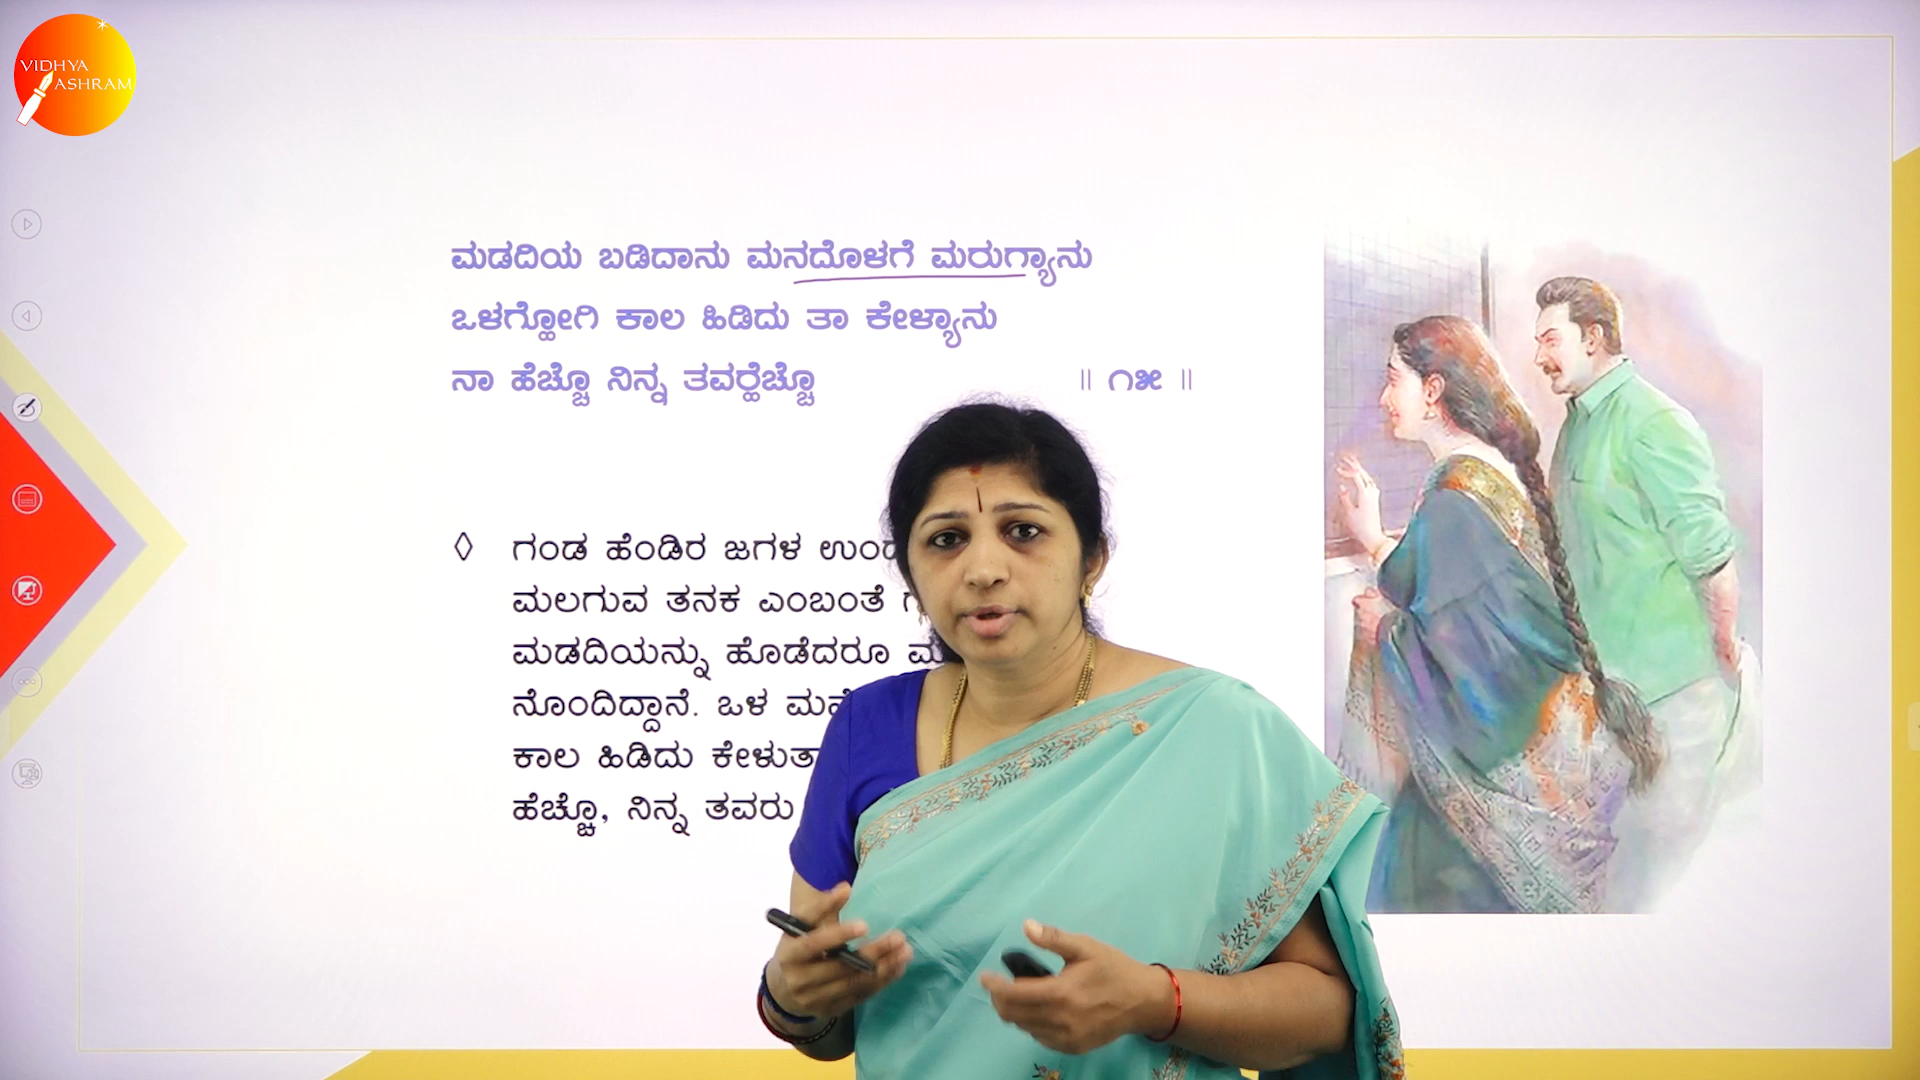 VIDHYA
ASHRAM
ಮಡದಿಯ ಬಡಿದಾನು ಮನದೊಳಗೆ ಮರುಗ್ಯಾನು
ಒಳಗ್ಹೋಗಿ ಕಾಲ ಹಿಡಿದು ತಾ ಕೇಳ್ಯಾನು
ನಾ ಹೆಚ್ಚೊ ನಿನ್ನ ತವರ‍್ಹೆಚ್ಚೊ ॥ ೧೫ ॥
◊ ಗಂಡ ಹೆಂಡಿರ ಜಗಳ
ಮಲಗುವ ತನಕ ಎಂಬಂತೆ
ಮಡದಿಯನ್ನು ಹೊಡೆದರೂ
ನೊಂದಿದ್ದಾನೆ. ಒಳ
ಕಾಲ ಹಿಡಿದು
ಹೆಚ್ಚೊ, ನಿನ್ನ ತವರು